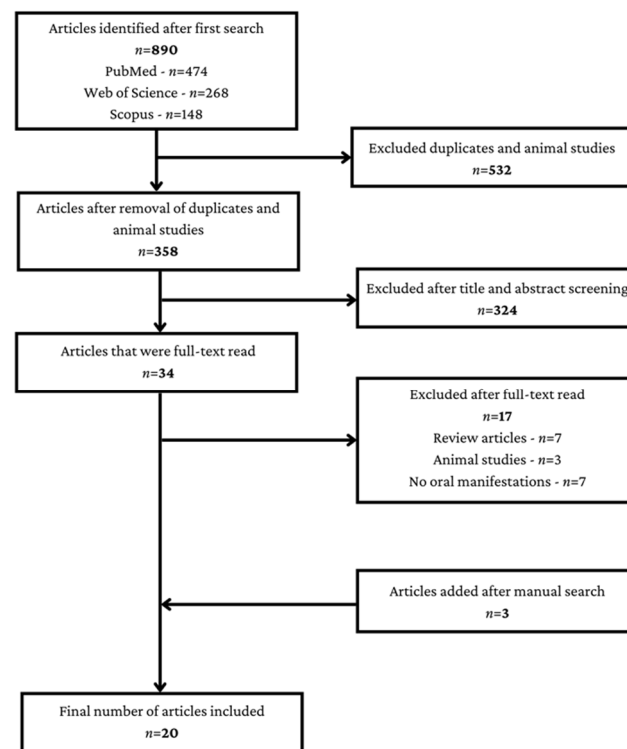 Articles identified after first search
n=890
PubMed - n=474
Web of Science - n=268
Scopus - n=148
Excluded duplicates and animal studies
n=532
Articles after removal of duplicates and
animal studies
n=358
Excluded after title and abstract screening
n=324
Articles that were full-text read
n=34
Excluded after full-text read
n=17
Review articles - n=7
Animal studies - n=3
No oral manifestations - n=7
Articles added after manual search
n=3
Final number of articles included
n=20